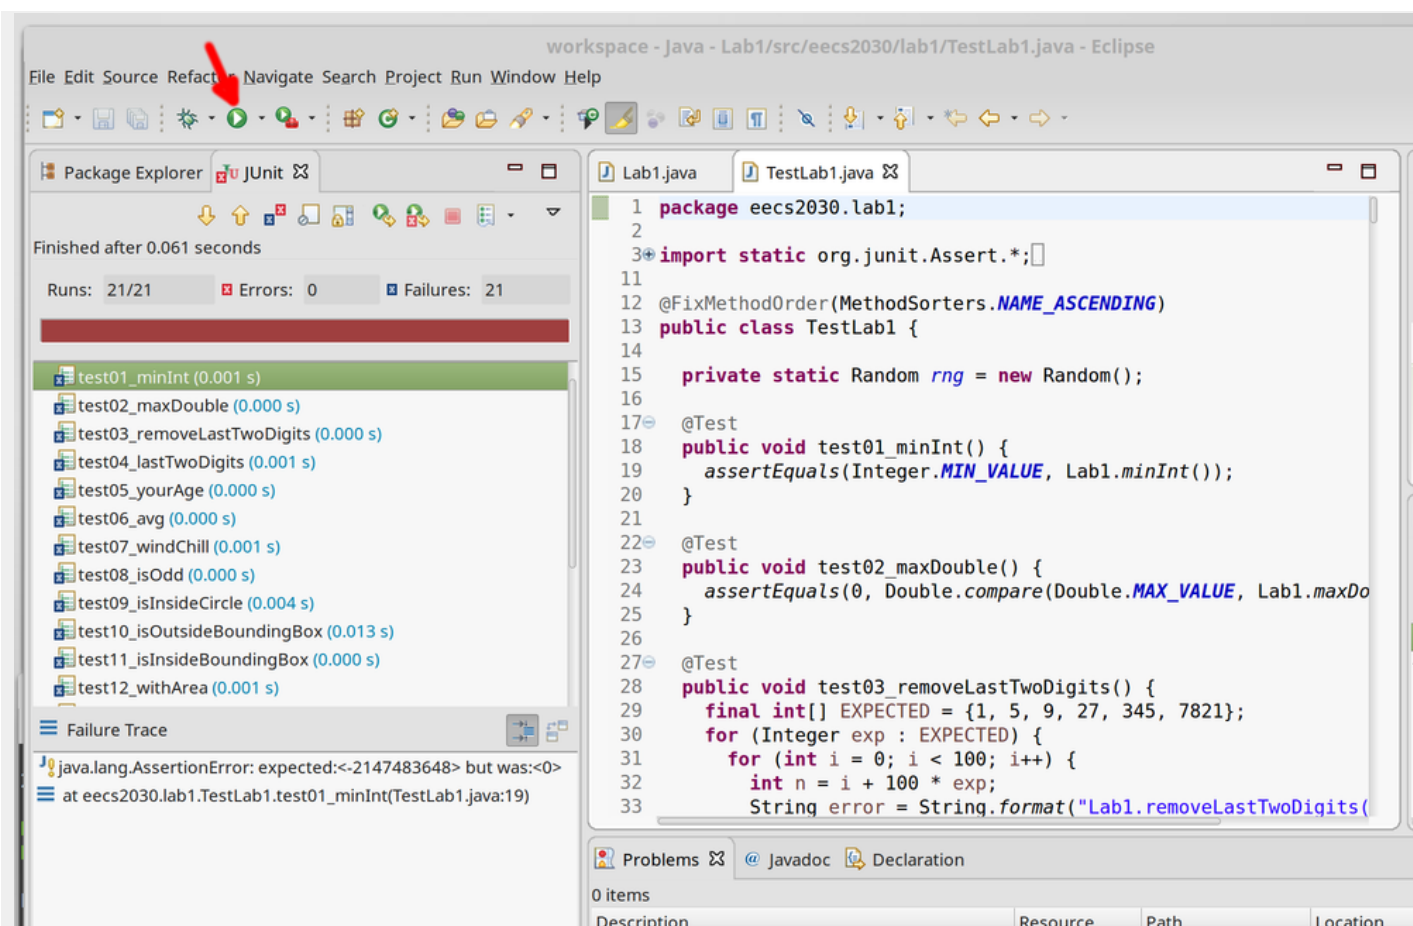 workspace - Java - Lab1/src/eecs2030/lab1/TestLab1.java - Eclipse
File Edit Source Refactor Navigate Search Project Run Window Help
Package Explorer JUnit
Finished after 0.061 seconds
Runs: 21/21 Errors: 0 Failures: 21
test01_minInt (0.001 s)
test02_maxDouble (0.000 s)
test03_removeLastTwoDigits (0.000 s)
test04_lastTwoDigits (0.001 s)
test05_yourAge (0.000 s)
test06_avg (0.000 s)
test07_windChill (0.001 s)
test08_isOdd (0.000 s)
test09_isInsideCircle (0.004 s)
test10_isOutsideBoundingBox (0.013 s)
test11_isInsideBoundingBox (0.000 s)
test12_withArea (0.001 s)
Failure Trace
java.lang.AssertionError: expected:<-2147483648> but was:<0>
at eecs2030.lab1.TestLab1.test01_minInt(TestLab1.java:19)
Lab1.java TestLab1.java
1 package eecs2030.lab1;
2
3 import static org.junit.Assert.*;
11
12 @FixMethodOrder(MethodSorters.NAME_ASCENDING)
13 public class TestLab1 {
14
15 private static Random rng = new Random();
16
17 @Test
18 public void test01_minInt() {
19 assertEquals(Integer.MIN_VALUE, Lab1.minInt());
20 }
21
22 @Test
23 public void test02_maxDouble() {
24 assertEquals(0, Double.compare(Double.MAX_VALUE, Lab1.maxDo
25 }
26
27 @Test
28 public void test03_removeLastTwoDigits() {
29 final int[] EXPECTED = {1, 5, 9, 27, 345, 7821};
30 for (Integer exp : EXPECTED) {
31 for (int i = 0; i < 100; i++) {
32 int n = i + 100 * exp;
33 String error = String.format("Lab1.removeLastTwoDigits(
Problems @ Javadoc Declaration
0 items
Description Resource Path Location